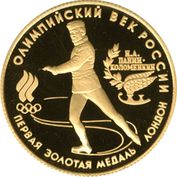 ОЛИМПИЙСКИЙ ВЕК РОССИИ
Н.А.
ПАНИН-
КОЛОМЕНКИН
ПЕРВАЯ ЗОЛОТАЯ МЕДАЛЬ
ЛОНДОН